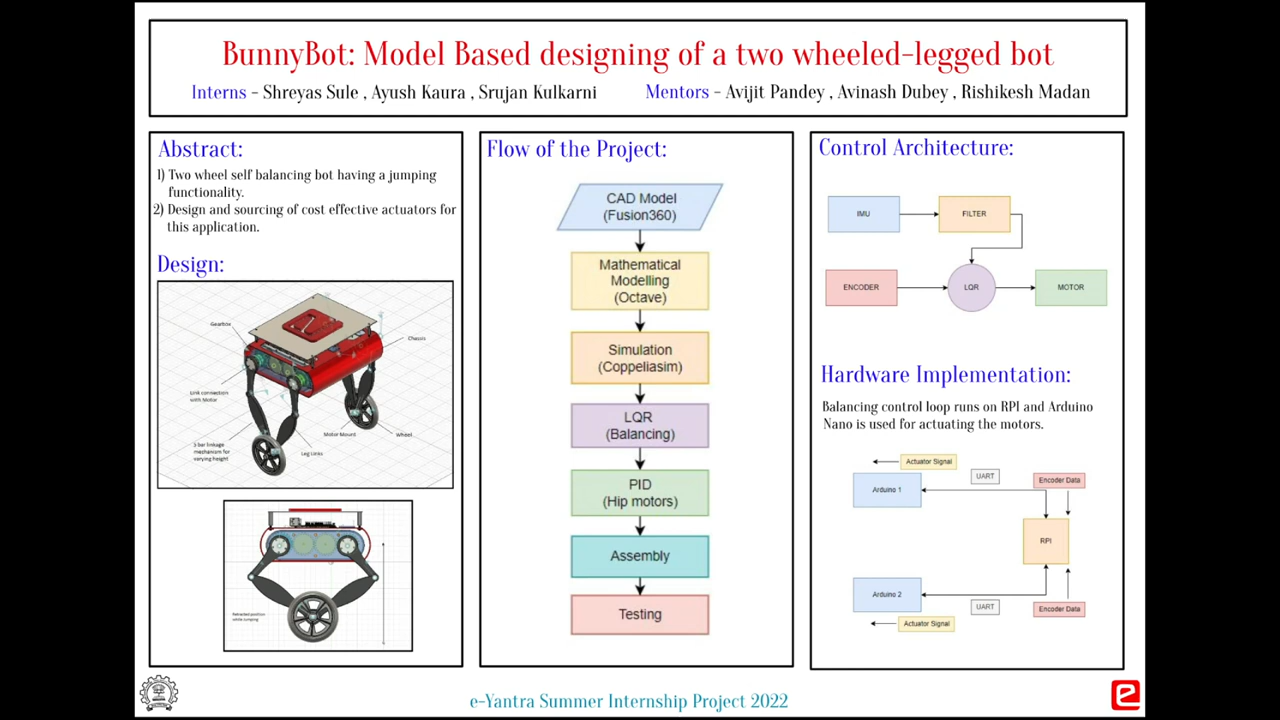 BunnyBot: Model Based designing of a two wheeled-legged bot
Interns - Shreyas Sule , Ayush Kaura , Srujan Kulkarni
Mentors - Avijit Pandey , Avinash Dubey , Rishikesh Madan
Abstract:
1) Two wheel self balancing bot having a jumping
functionality.
2) Design and sourcing of cost effective actuators for
this application.
Design:
Gearbox
Chassis
Link connection
with Motor
5 bar linkage
mechanism for
varying height
Motor Mount
Leg Links
Wheel
Retracted position
while jumping
Flow of the Project:
CAD Model
(Fusion360)
Mathematical
Modelling
(Octave)
Simulation
(Coppeliasim)
LQR
(Balancing)
PID
(Hip motors)
Assembly
Testing
Control Architecture:
IMU
FILTER
ENCODER
LQR
MOTOR
Hardware Implementation:
Balancing control loop runs on RPI and Arduino
Nano is used for actuating the motors.
Actuator Signal
UART
Encoder Data
Arduino 1
RPI
Arduino 2
UART
Encoder Data
Actuator Signal
e-Yantra Summer Internship Project 2022
e